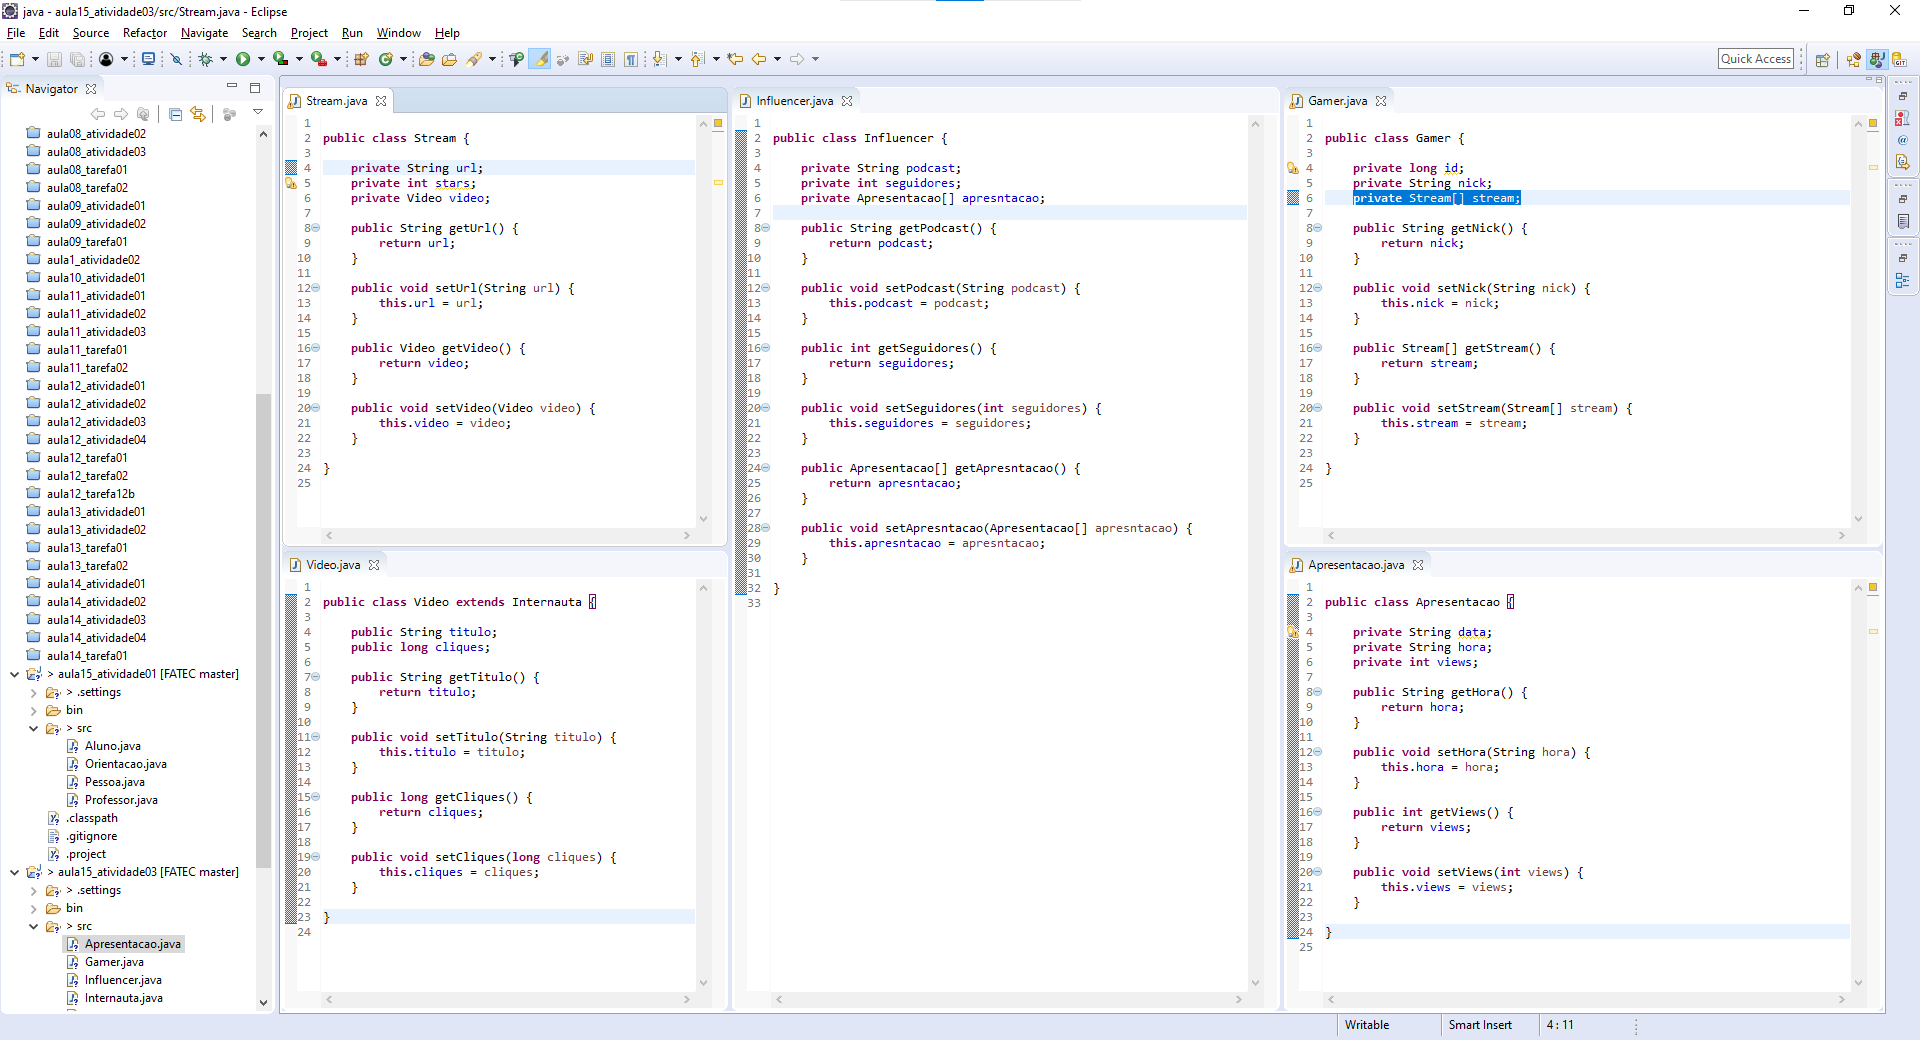 java - aula15_atividade03/src/Stream.java - Eclipse
File Edit Source Refactor Navigate Search Project Run Window Help
Quick Access
Navigator
aula08_atividade02
aula08_atividade03
aula08_tarefa01
aula08_tarefa02
aula09_atividade01
aula09_atividade02
aula09_tarefa01
aula1_atividade02
aula10_atividade01
aula11_atividade01
aula11_atividade02
aula11_atividade03
aula11_tarefa01
aula11_tarefa02
aula12_atividade01
aula12_atividade02
aula12_atividade03
aula12_atividade04
aula12_tarefa01
aula12_tarefa02
aula12_tarefa12b
aula13_atividade01
aula13_atividade02
aula13_tarefa01
aula13_tarefa02
aula14_atividade01
aula14_atividade02
aula14_atividade03
aula14_atividade04
aula14_tarefa01
> aula15_atividade01 [FATEC master]
> .settings
bin
> src
Aluno.java
Orientacao.java
Pessoa.java
Professor.java
.classpath
.gitignore
.project
> aula15_atividade03 [FATEC master]
> .settings
bin
> src
Apresentacao.java
Gamer.java
Influencer.java
Internauta.java
Stream.java
1
2 public class Stream {
3
4 private String url;
5 private int stars;
6 private Video video;
7
8 public String getUrl() {
9 return url;
10 }
11
12 public void setUrl(String url) {
13 this.url = url;
14 }
15
16 public Video getVideo() {
17 return video;
18 }
19
20 public void setVideo(Video video) {
21 this.video = video;
22 }
23
24 }
25
Video.java
1
2 public class Video extends Internauta {
3
4 public String titulo;
5 public long cliques;
6
7 public String getTitulo() {
8 return titulo;
9 }
10
11 public void setTitulo(String titulo) {
12 this.titulo = titulo;
13 }
14
15 public long getCliques() {
16 return cliques;
17 }
18
19 public void setCliques(long cliques) {
20 this.cliques = cliques;
21 }
22
23 }
24
Influencer.java
1
2 public class Influencer {
3
4 private String podcast;
5 private int seguidores;
6 private Apresentacao[] apresntacao;
7
8 public String getPodcast() {
9 return podcast;
10 }
11
12 public void setPodcast(String podcast) {
13 this.podcast = podcast;
14 }
15
16 public int getSeguidores() {
17 return seguidores;
18 }
19
20 public void setSeguidores(int seguidores) {
21 this.seguidores = seguidores;
22 }
23
24 public Apresentacao[] getApresntacao() {
25 return apresntacao;
26 }
27
28 public void setApresntacao(Apresentacao[] apresntacao) {
29 this.apresntacao = apresntacao;
30 }
31
32 }
33
Gamer.java
1
2 public class Gamer {
3
4 private long id;
5 private String nick;
6 private Stream[] stream;
7
8 public String getNick() {
9 return nick;
10 }
11
12 public void setNick(String nick) {
13 this.nick = nick;
14 }
15
16 public Stream[] getStream() {
17 return stream;
18 }
19
20 public void setStream(Stream[] stream) {
21 this.stream = stream;
22 }
23
24 }
25
Apresentacao.java
1
2 public class Apresentacao {
3
4 private String data;
5 private String hora;
6 private int views;
7
8 public String getHora() {
9 return hora;
10 }
11
12 public void setHora(String hora) {
13 this.hora = hora;
14 }
15
16 public int getViews() {
17 return views;
18 }
19
20 public void setViews(int views) {
21 this.views = views;
22 }
23
24 }
25
Writable Smart Insert 4 : 11